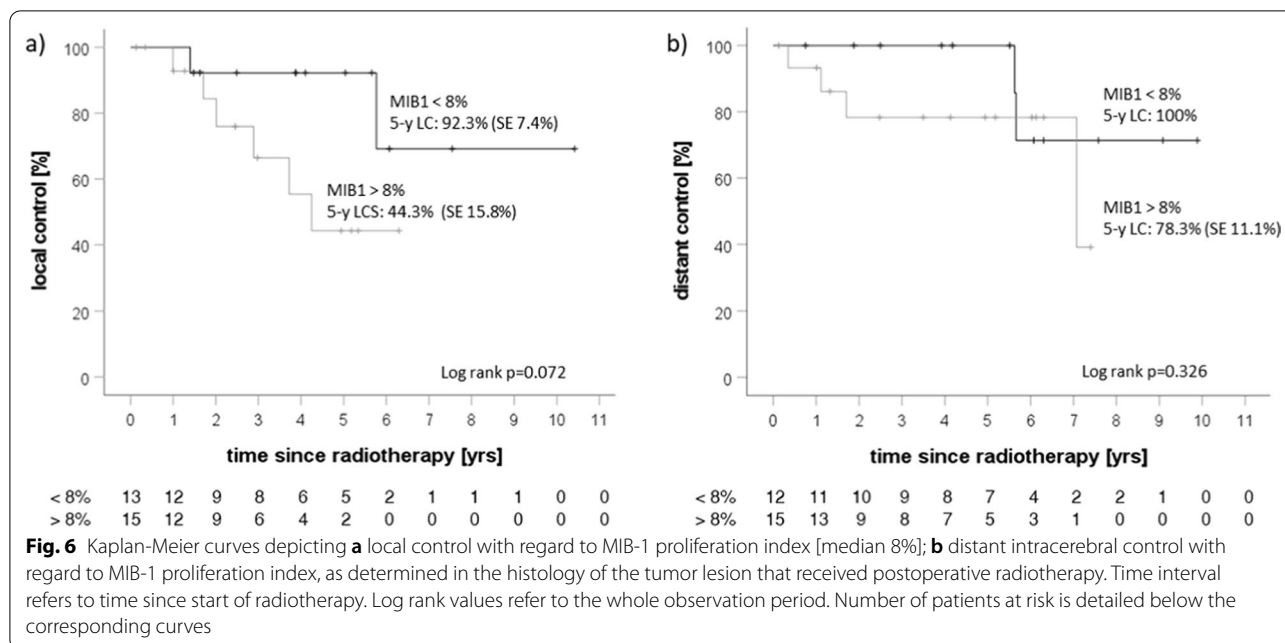 a)
100
80
60
40
20
0
local control [%]
MIB1 < 8%
5-y LC: 92.3% (SE 7.4%)
MIB1 > 8%
5-y LCS: 44.3% (SE 15.8%)
Log rank p=0.072
0 1 2 3 4 5 6 7 8 9 10 11
time since radiotherapy [yrs]
< 8% 13 12 9 8 6 5 2 1 1 1 0 0
> 8% 15 12 9 6 4 2 0 0 0 0 0 0
b)
100
80
60
40
20
0
distant control [%]
MIB1 < 8%
5-y LC: 100%
MIB1 > 8%
5-y LC: 78.3% (SE 11.1%)
Log rank p=0.326
0 1 2 3 4 5 6 7 8 9 10 11
time since radiotherapy [yrs]
< 8% 12 11 10 9 8 7 4 2 2 1 0 0
> 8% 15 13 9 8 7 5 3 1 0 0 0 0
Fig. 6 Kaplan-Meier curves depicting a local control with regard to MIB-1 proliferation index [median 8%]; b distant intracerebral control with
regard to MIB-1 proliferation index, as determined in the histology of the tumor lesion that received postoperative radiotherapy. Time interval
refers to time since start of radiotherapy. Log rank values refer to the whole observation period. Number of patients at risk is detailed below the
corresponding curves